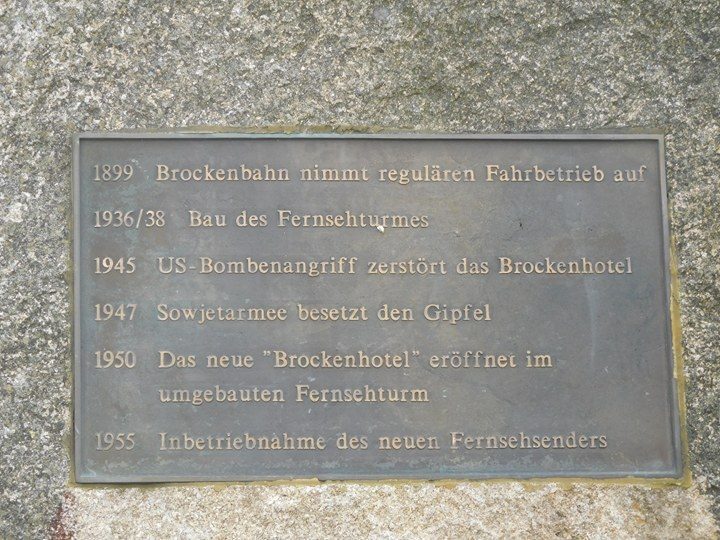 1899 Brockenbahn nimmt regulären Fahrbetrieb auf
1936/38 Bau des Fernsehturmes
1945 US-Bombenangriff zerstört das Brockenhotel
1947 Sowjetarmee besetzt den Gipfel
1950 Das neue "Brockenhotel" eröffnet im
umgebauten Fernsehturm
1955 Inbetriebnahme des neuen Fernsehsenders